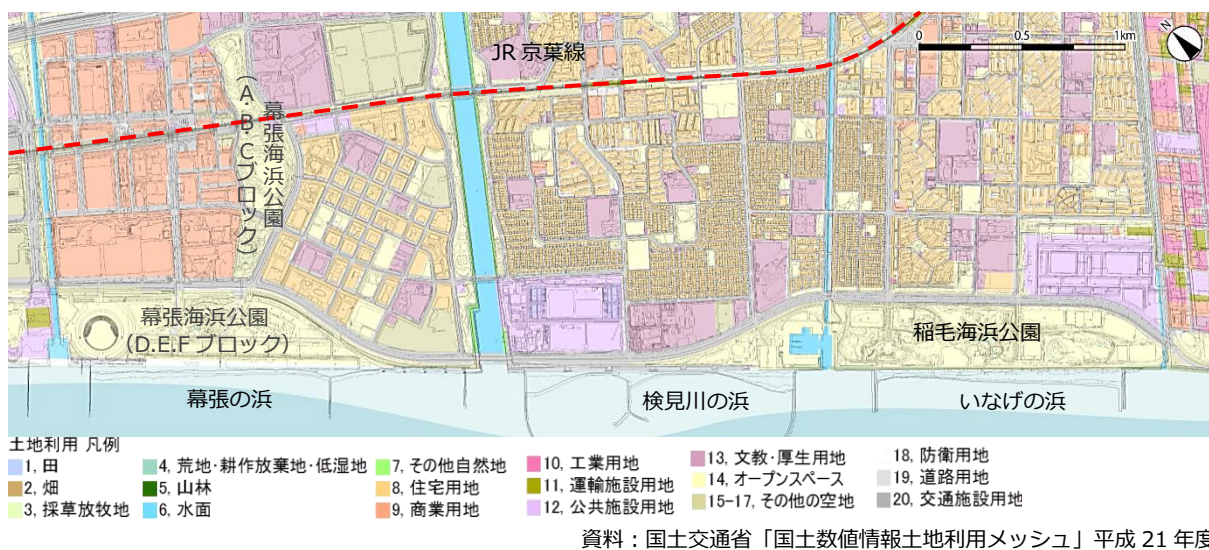 JR 京葉線
0 0.5 1km
N
幕張海浜公園
(A.B.Cブロック)
幕張海浜公園
(D.E.Fブロック)
稲毛海浜公園
幕張の浜
検見川の浜
いなげの浜
土地利用 凡例
1, 田
2, 畑
3, 採草放牧地
4, 荒地・耕作放棄地・低湿地
5, 山林
6, 水面
7, その他自然地
8, 住宅用地
9, 商業用地
10, 工業用地
11, 運輸施設用地
12, 公共施設用地
13, 文教・厚生用地
14, オープンスペース
15-17, その他の空地
18, 防衛用地
19, 道路用地
20, 交通施設用地
資料：国土交通省「国土数値情報土地利用メッシュ」平成 21 年度